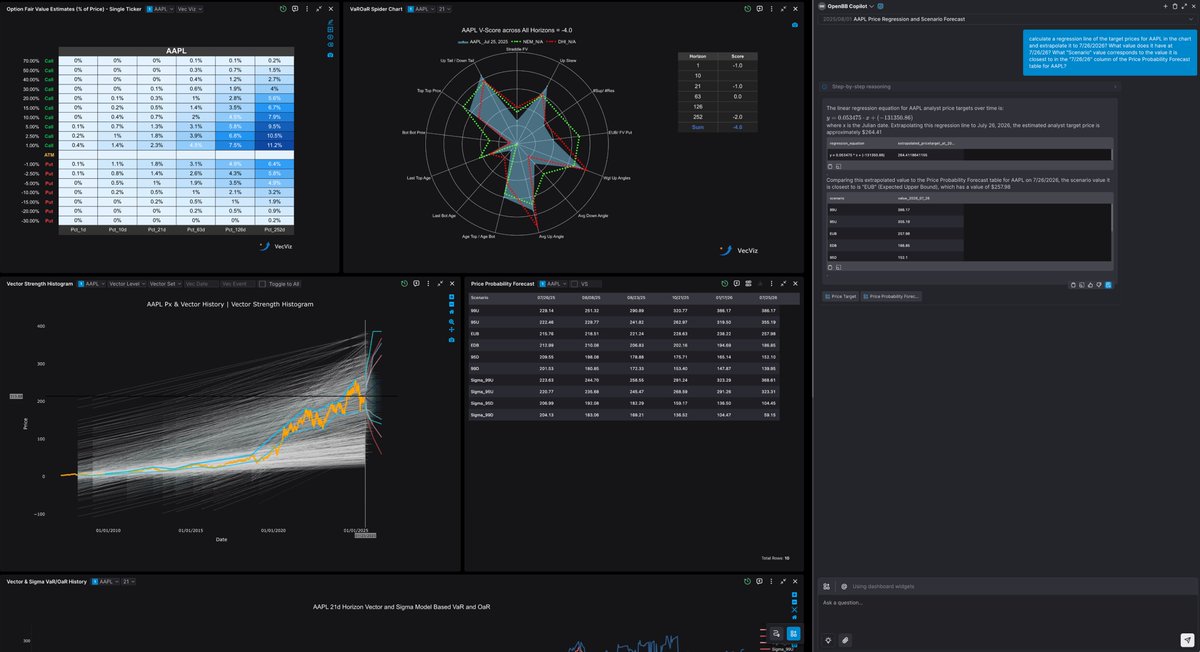 Option Fair Value Estimates (% of Price) - Single Ticker
AAPL
Vec Viz
AAPL
70.00% Call 0% 0% 0% 0.1% 0.1% 0.2%
50.00% Call 0% 0% 0% 0.3% 0.7% 1.5%
40.00% Call 0% 0% 0% 0.4% 1.2% 2.7%
30.00% Call 0% 0% 0.1% 0.6% 1.9% 4%
20.00% Call 0% 0.1% 0.3% 1% 2.8% 5.6%
15.00% Call 0% 0.2% 0.5% 1.4% 3.5% 6.7%
10.00% Call 0% 0.4% 0.7% 2% 4.5% 7.9%
5.00% Call 0.1% 0.7% 1.3% 3.1% 5.8% 9.5%
2.50% Call 0.2% 1% 1.8% 3.9% 6.8% 10.5%
1.00% Call 0.4% 1.4% 2.3% 7.5% 11.2%
ATM
-1.00% Put 0.1% 1.1% 1.8% 3.1% 4.9% 6.4%
-2.50% Put 0.1% 0.8% 1.4% 2.6% 4.3% 5.8%
-5.00% Put 0% 0.5% 1% 1.9% 3.5% 4.9%
-10.00% Put 0% 0.2% 0.5% 1% 2.1% 3.2%
-15.00% Put 0% 0% 0.2% 0.5% 1% 1.9%
-20.00% Put 0% 0% 0% 0.2% 0.5% 0.9%
-30.00% Put 0% 0% 0% 0% 0% 0.2%
Pct_1d Pct_10d Pct_21d Pct_63d Pct_126d Pct_252d
VecViz
VaROaR Spider Chart
AAPL
21
AAPL V-Score across All Horizons = -4.0
AAPL_Jul 25, 2025 NEM_N/A DHI_N/A
Straddle FV
Up Tail / Down Tail
Up Skew
Top Top Price
#Supt #Res
Bot Bot Price
EUB/ FV Put
Last Top Age
Wgt Up Angles
Last Bot Age
Avg Down Angle
Age Top / Age Bot
Avg Up Angle
Horizon Score
1 -1.0
10
21 -1.0
63 0.0
126
252 -2.0
Sum -4.0
VecViz
Vector Strength Histogram
AAPL
Vector Level
Vector Set
Vec Date
Vec Event
Toggle to All
AAPL Px & Vector History | Vector Strength Histogram
400
300
200
100
0
−100
Price
01/01/2010 01/01/2015 01/01/2020 01/01/2025
Date
Price Probability Forecast
AAPL
VS
Scenario 07/28/25 08/08/25 08/23/25 10/21/25 01/17/26 07/25/26
99U 229.14 251.32 290.89 320.77 366.17 386.17
95U 222.46 229.77 241.82 262.97 319.50 355.19
EUB 215.76 218.51 221.24 228.63 238.22 257.98
EDB 212.99 210.08 206.83 202.16 194.69 186.85
95D 209.55 198.08 178.88 175.71 165.14 152.10
99D 201.53 180.85 172.33 153.40 147.87 139.95
Sigma_99U 223.63 244.70 258.55 291.24 323.29 368.61
Sigma_95U 220.77 235.69 245.47 268.59 291.26 323.31
Sigma_95D 206.99 192.08 183.29 159.17 136.50 104.45
Sigma_99D 204.13 183.06 169.21 136.52 104.47 59.15
Total Rows: 10
Vector & Sigma VaR/OaR History
AAPL
21
AAPL 21d Horizon Vector and Sigma Model Based VaR and OaR
300
Sigma_99U
OpenBB Copilot
2025/08/01 AAPL Price Regression and Scenario Forecast
calculate a regression line of the target prices for AAPL in the chart
and extrapolate it to 7/26/2026? What value does it have at
7/26/26? What "Scenario" value corresponds to the value it is
closest to in the "7/26/26" column of the Price Probability Forecast
table for AAPL?
Step-by-step reasoning
The linear regression equation for AAPL analyst price targets over time is:
y = 0.053475 · x + (−131350.86)
where x is the Julian date. Extrapolating this regression line to July 26, 2026, the estimated analyst target price is
approximately $264.41
regression_equation extrapolated_pricetarget_at_20...
y = 0.053475 * x + (-131350.86)
Comparing this extrapolated value to the Price Probability Forecast table for AAPL on 7/26/2026, the scenario value it
is closest to is "EUB" (Expected Upper Bound), which has a value of $257.98
scenario value_2026_07_26
99U 386.17
95U 355.19
EUB 257.98
EDB 186.85
95D 152.1
Price Target
Price Probability Forec...
Using dashboard widgets
Ask a question...